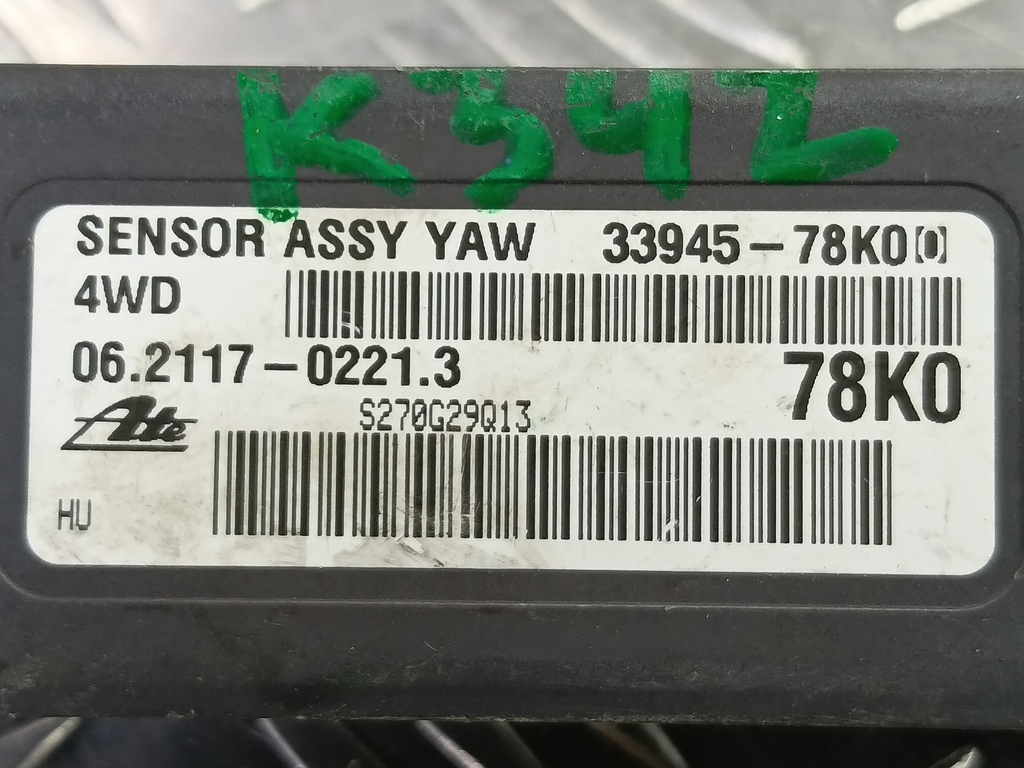 K342
SENSOR ASSY YAW 33945-78K0[0]
4WD
06.2117-0221.3 78K0
Ate S270G29Q13
HU